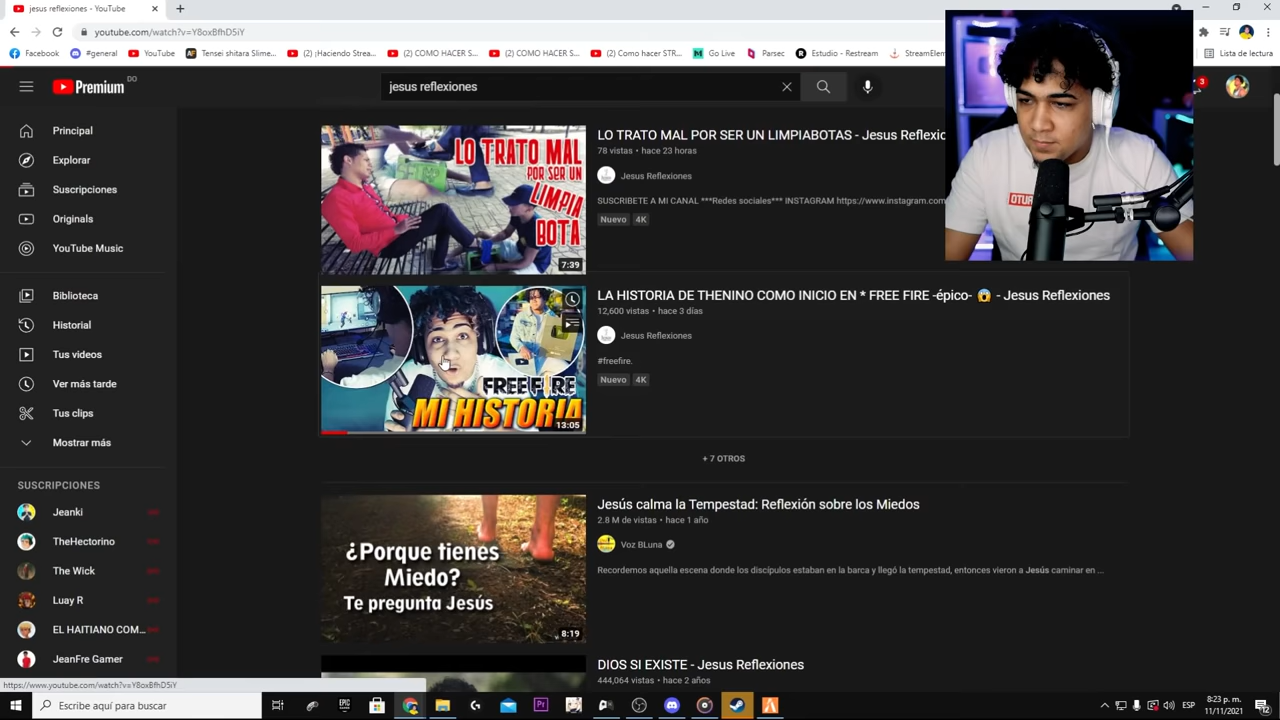 jesus reflexiones - YouTube
youtube.com/watch?v=Y8oxBfhD5iY
Facebook
#general
YouTube
Tensei shitara Slime...
(2) ¡Haciendo Strea...
(2) COMO HACER S...
(2) COMO HACER S...
(2) Como hacer STR...
Go Live
Parsec
Estudio - Restream
StreamElem
Lista de lectura
Premium DO
jesus reflexiones
3
Principal
Explorar
Suscripciones
Originals
YouTube Music
Biblioteca
Historial
Tus videos
Ver más tarde
Tus clips
Mostrar más
SUSCRIPCIONES
Jeanki
TheHectorino
The Wick
Luay R
EL HAITIANO COM...
JeanFre Gamer
LO TRATO MAL
POR SER UN
LIMPIA
BOTA
7:39
LO TRATO MAL POR SER UN LIMPIABOTAS - Jesus Reflexio
78 vistas • hace 23 horas
Jesus Reflexiones
SUSCRIBETE A MI CANAL ***Redes sociales*** INSTAGRAM https://www.instagram.com
Nuevo 4K
OTUR
FREE FIRE
MI HISTORIA
13:05
LA HISTORIA DE THENINO COMO INICIO EN * FREE FIRE -épico- 😱 - Jesus Reflexiones
12,600 vistas • hace 3 días
Jesus Reflexiones
#freefire.
Nuevo 4K
+ 7 OTROS
¿Porque tienes
Miedo?
Te pregunta Jesús
8:19
Jesús calma la Tempestad: Reflexión sobre los Miedos
2.8 M de vistas • hace 1 año
Voz BLuna
Recordemos aquella escena donde los discípulos estaban en la barca y llegó la tempestad, entonces vieron a Jesús caminar en ...
DIOS SI EXISTE - Jesus Reflexiones
444,064 vistas • hace 2 años
https://www.youtube.com/watch?v=Y8oxBfhD5iY
Escribe aquí para buscar
EPIC
Pr
ESP
8:23 p. m.
11/11/2021